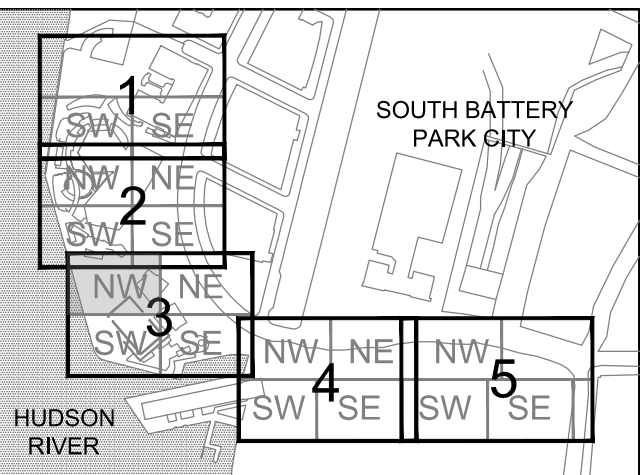 1
SW SE
SOUTH BATTERY
PARK CITY
NW NE
2
SW SE
NW NE
3
SW SE
NW NE NW
4 5
SW SE SW SE
HUDSON
RIVER